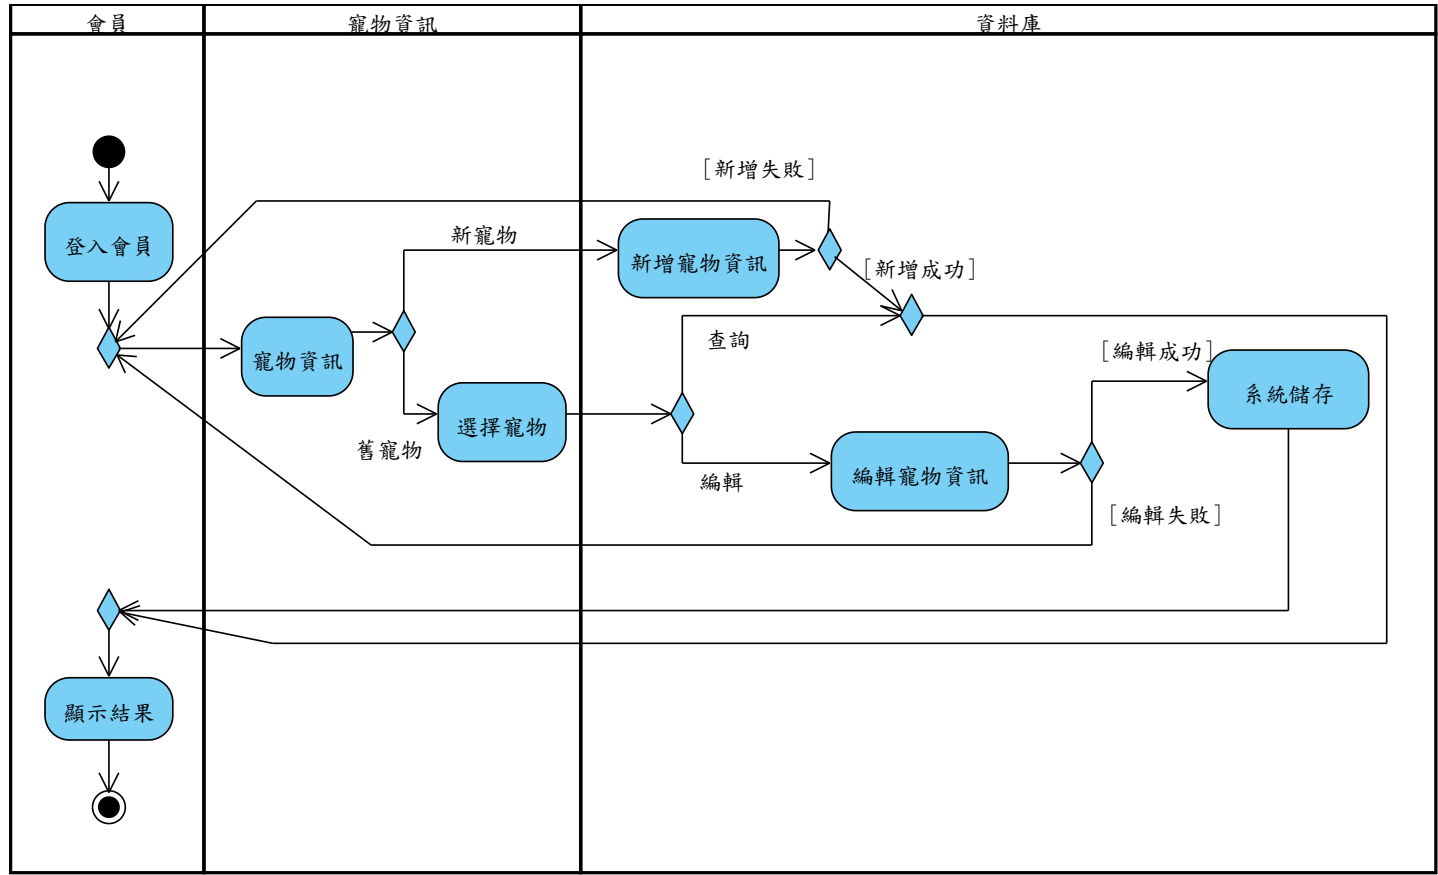 會員
寵物資訊
資料庫
[新增失敗]
登入會員
新寵物
新增寵物資訊
[新增成功]
寵物資訊
查詢
[編輯成功]
系統儲存
選擇寵物
舊寵物
編輯
編輯寵物資訊
[編輯失敗]
顯示結果